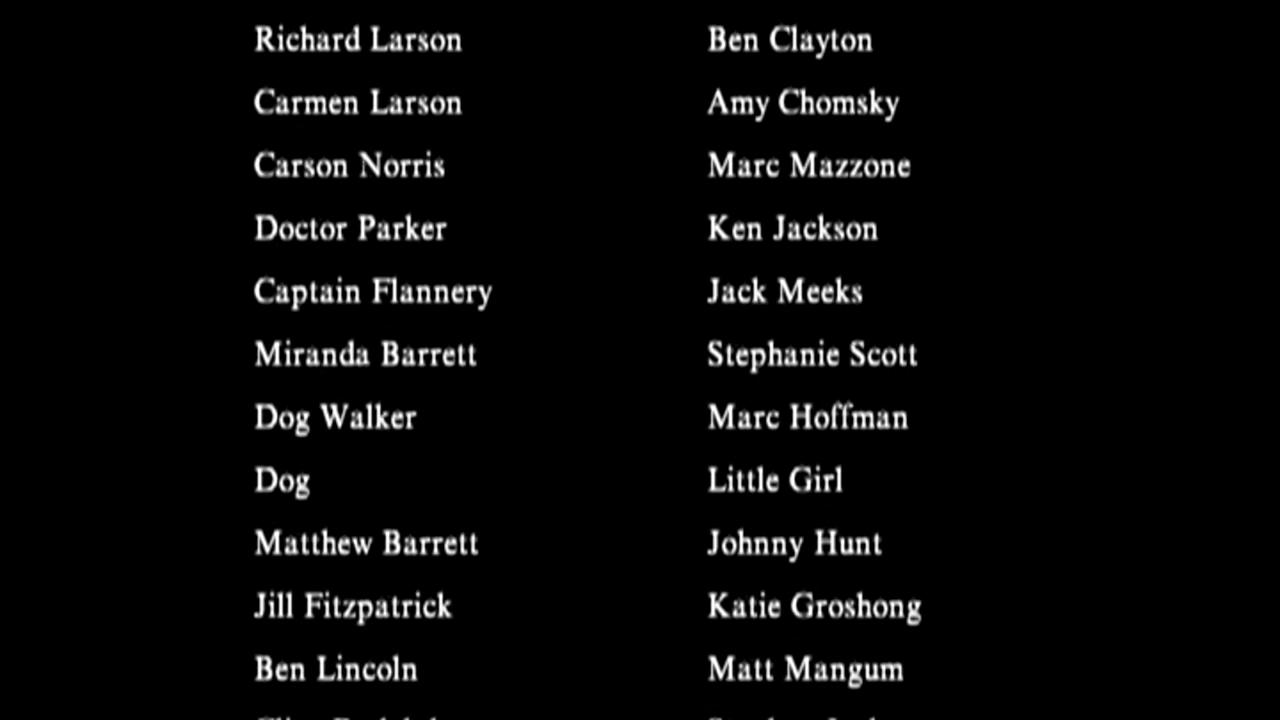 Richard Larson Ben Clayton
Carmen Larson Amy Chomsky
Carson Norris Marc Mazzone
Doctor Parker Ken Jackson
Captain Flannery Jack Meeks
Miranda Barrett Stephanie Scott
Dog Walker Marc Hoffman
Dog Little Girl
Matthew Barrett Johnny Hunt
Jill Fitzpatrick Katie Groshong
Ben Lincoln Matt Mangum